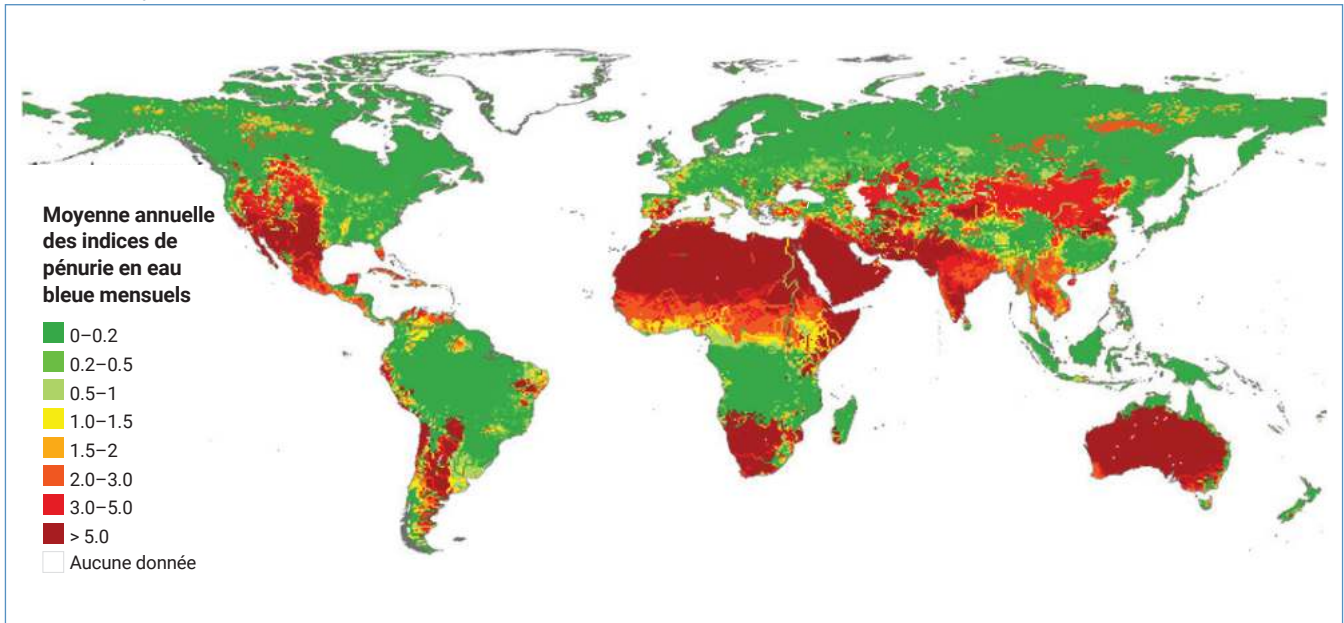 Moyenne annuelle
des indices de
pénurie en eau
bleue mensuels
0–0.2
0.2–0.5
0.5–1
1.0–1.5
1.5–2
2.0–3.0
3.0–5.0
> 5.0
Aucune donnée